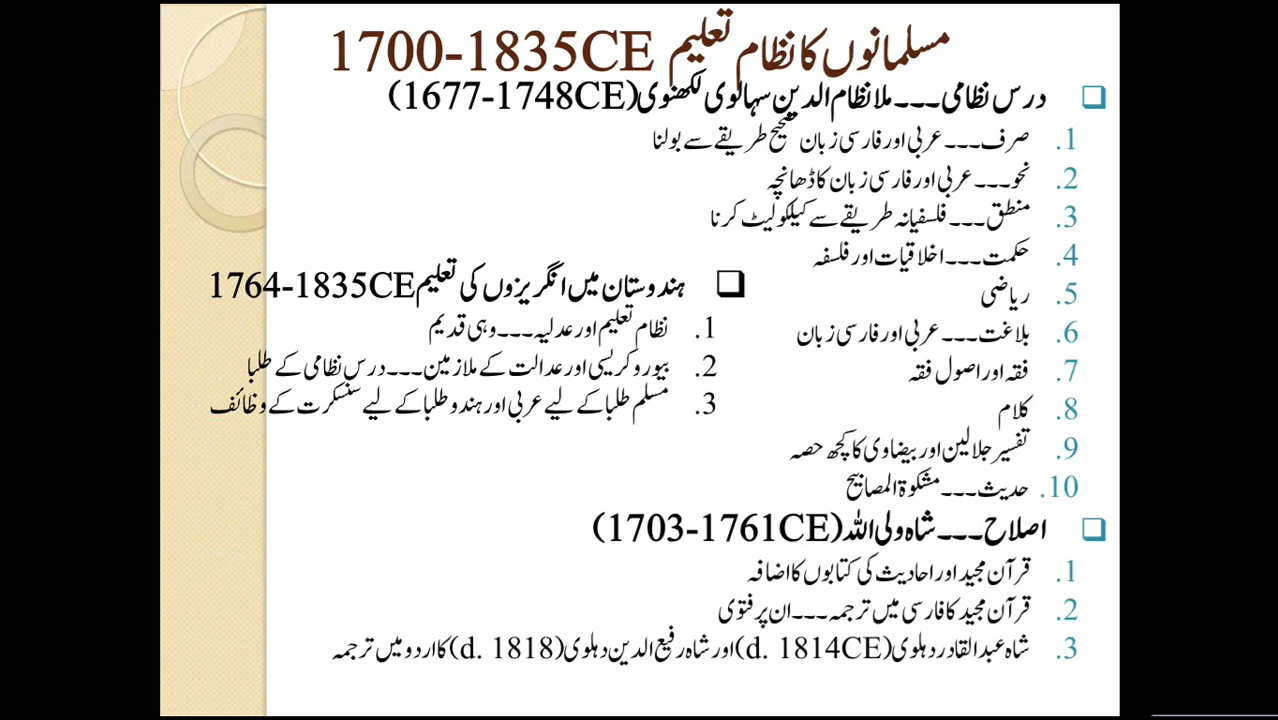 مسلمانوں کا نظام تعلیم 1700-1835CE
درس نظامی۔۔۔ ملا نظام الدین سہالوی لکھنوی (1677-1748CE)
1. صرف۔۔۔ عربی اور فارسی زبان صحیح طریقے سے بولنا
2. نحو۔۔۔ عربی اور فارسی زبان کا ڈھانچہ
3. منطق۔۔۔ فلسفیانہ طریقے سے کیلکولیٹ کرنا
4. حکمت۔۔۔ اخلاقیات اور فلسفہ
5. ریاضی
6. بلاغت۔۔۔ عربی اور فارسی زبان
7. فقہ اور اصول فقہ
8. کلام
9. تفسیر جلالین اور بیضاوی کا کچھ حصہ
10. حدیث۔۔۔ مشکوۃ المصابیح
ہندوستان میں انگریزوں کی تعلیم 1764-1835CE
1. نظام تعلیم اور عدلیہ۔۔۔ وہی قدیم
2. بیوروکریسی اور عدالت کے ملازمین۔۔۔ درس نظامی کے طلبا
3. مسلم طلبا کے لیے عربی اور ہندو طلبا کے لیے سنسکرت کے وظائف
اصلاح۔۔۔ شاہ ولی اللہ (1703-1761CE)
1. قرآن مجید اور احادیث کی کتابوں کا اضافہ
2. قرآن مجید کا فارسی میں ترجمہ۔۔۔ ان پر فتویٰ
3. شاہ عبدالقادر دہلوی (d. 1814CE) اور شاہ رفیع الدین دہلوی (d. 1818) کا اردو میں ترجمہ